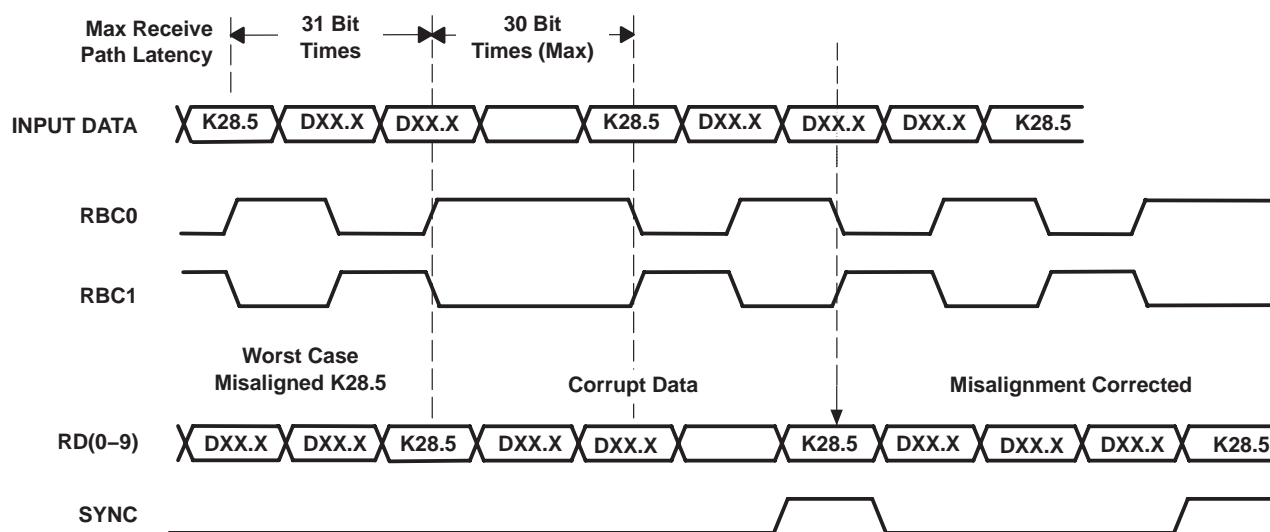 Max Receive
Path Latency
31 Bit
Times
30 Bit
Times (Max)
INPUT DATA
K28.5 DXX.X DXX.X K28.5 DXX.X DXX.X DXX.X K28.5
RBC0
RBC1
Worst Case
Misaligned K28.5
Corrupt Data
Misalignment Corrected
RD(0–9)
DXX.X DXX.X K28.5 DXX.X DXX.X K28.5 DXX.X DXX.X DXX.X K28.5
SYNC